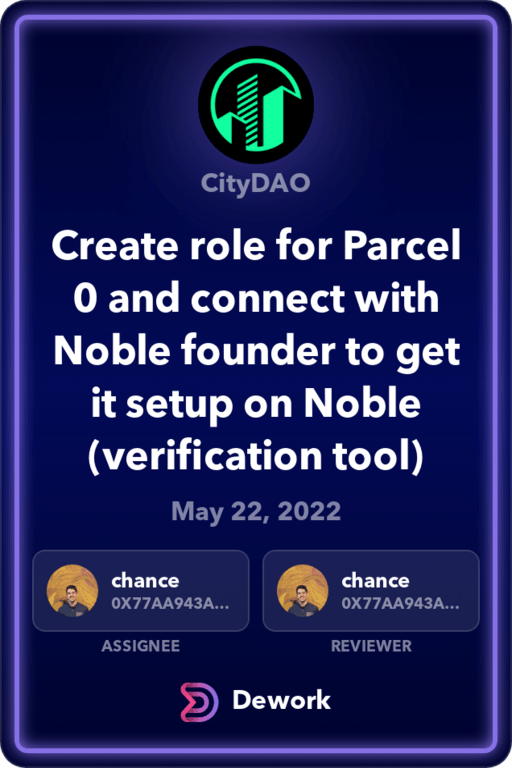 CityDAO
Create role for Parcel
0 and connect with
Noble founder to get
it setup on Noble
(verification tool)
May 22, 2022
chance
0X77AA943A...
chance
0X77AA943A...
ASSIGNEE
REVIEWER
Dework